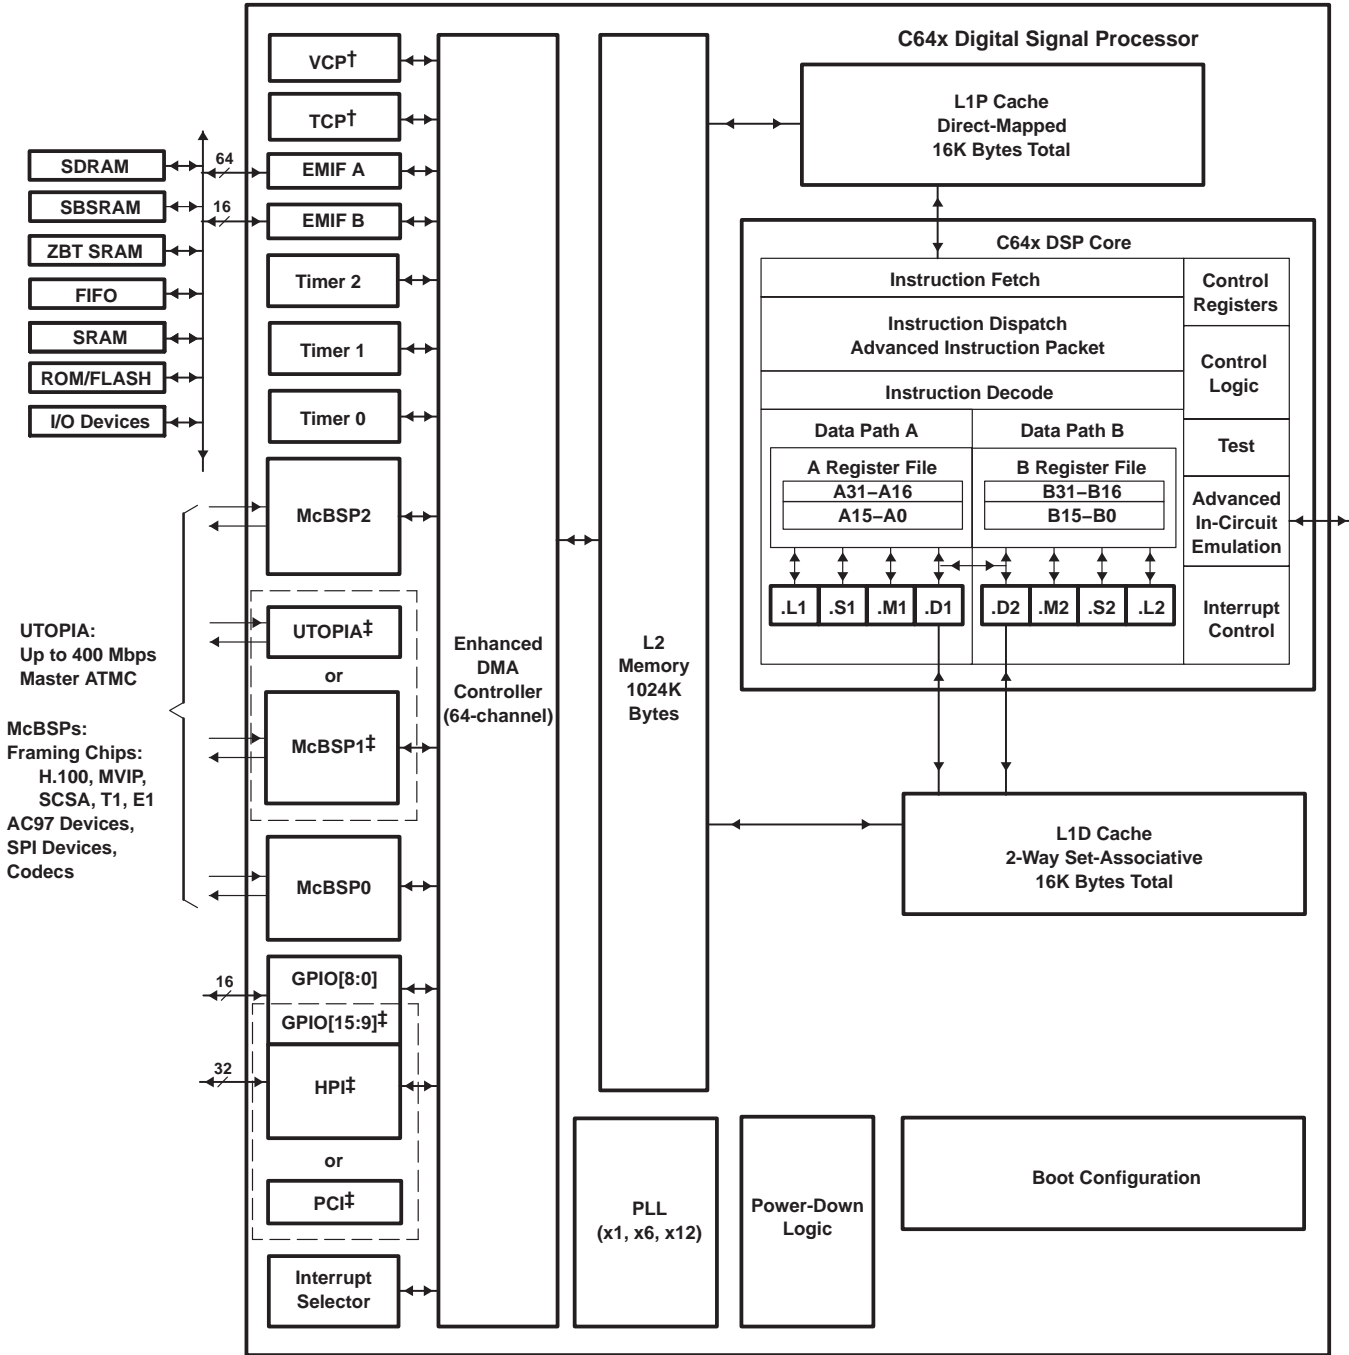 C64x Digital Signal Processor
VCP†
TCP†
EMIF A
EMIF B
Timer 2
Timer 1
Timer 0
McBSP2
UTOPIA‡
or
McBSP1‡
McBSP0
GPIO[8:0]
GPIO[15:9]‡
HPI‡
or
PCI‡
Interrupt
Selector
64
16
16
32
SDRAM
SBSRAM
ZBT SRAM
FIFO
SRAM
ROM/FLASH
I/O Devices
UTOPIA:
Up to 400 Mbps
Master ATMC
McBSPs:
Framing Chips:
H.100, MVIP,
SCSA, T1, E1
AC97 Devices,
SPI Devices,
Codecs
Enhanced
DMA
Controller
(64-channel)
L2
Memory
1024K
Bytes
L1P Cache
Direct-Mapped
16K Bytes Total
C64x DSP Core
Instruction Fetch
Instruction Dispatch
Advanced Instruction Packet
Instruction Decode
Data Path A
Data Path B
A Register File
A31–A16
A15–A0
B Register File
B31–B16
B15–B0
.L1
.S1
.M1
.D1
.D2
.M2
.S2
.L2
Control
Registers
Control
Logic
Test
Advanced
In-Circuit
Emulation
Interrupt
Control
L1D Cache
2-Way Set-Associative
16K Bytes Total
PLL
(x1, x6, x12)
Power-Down
Logic
Boot Configuration